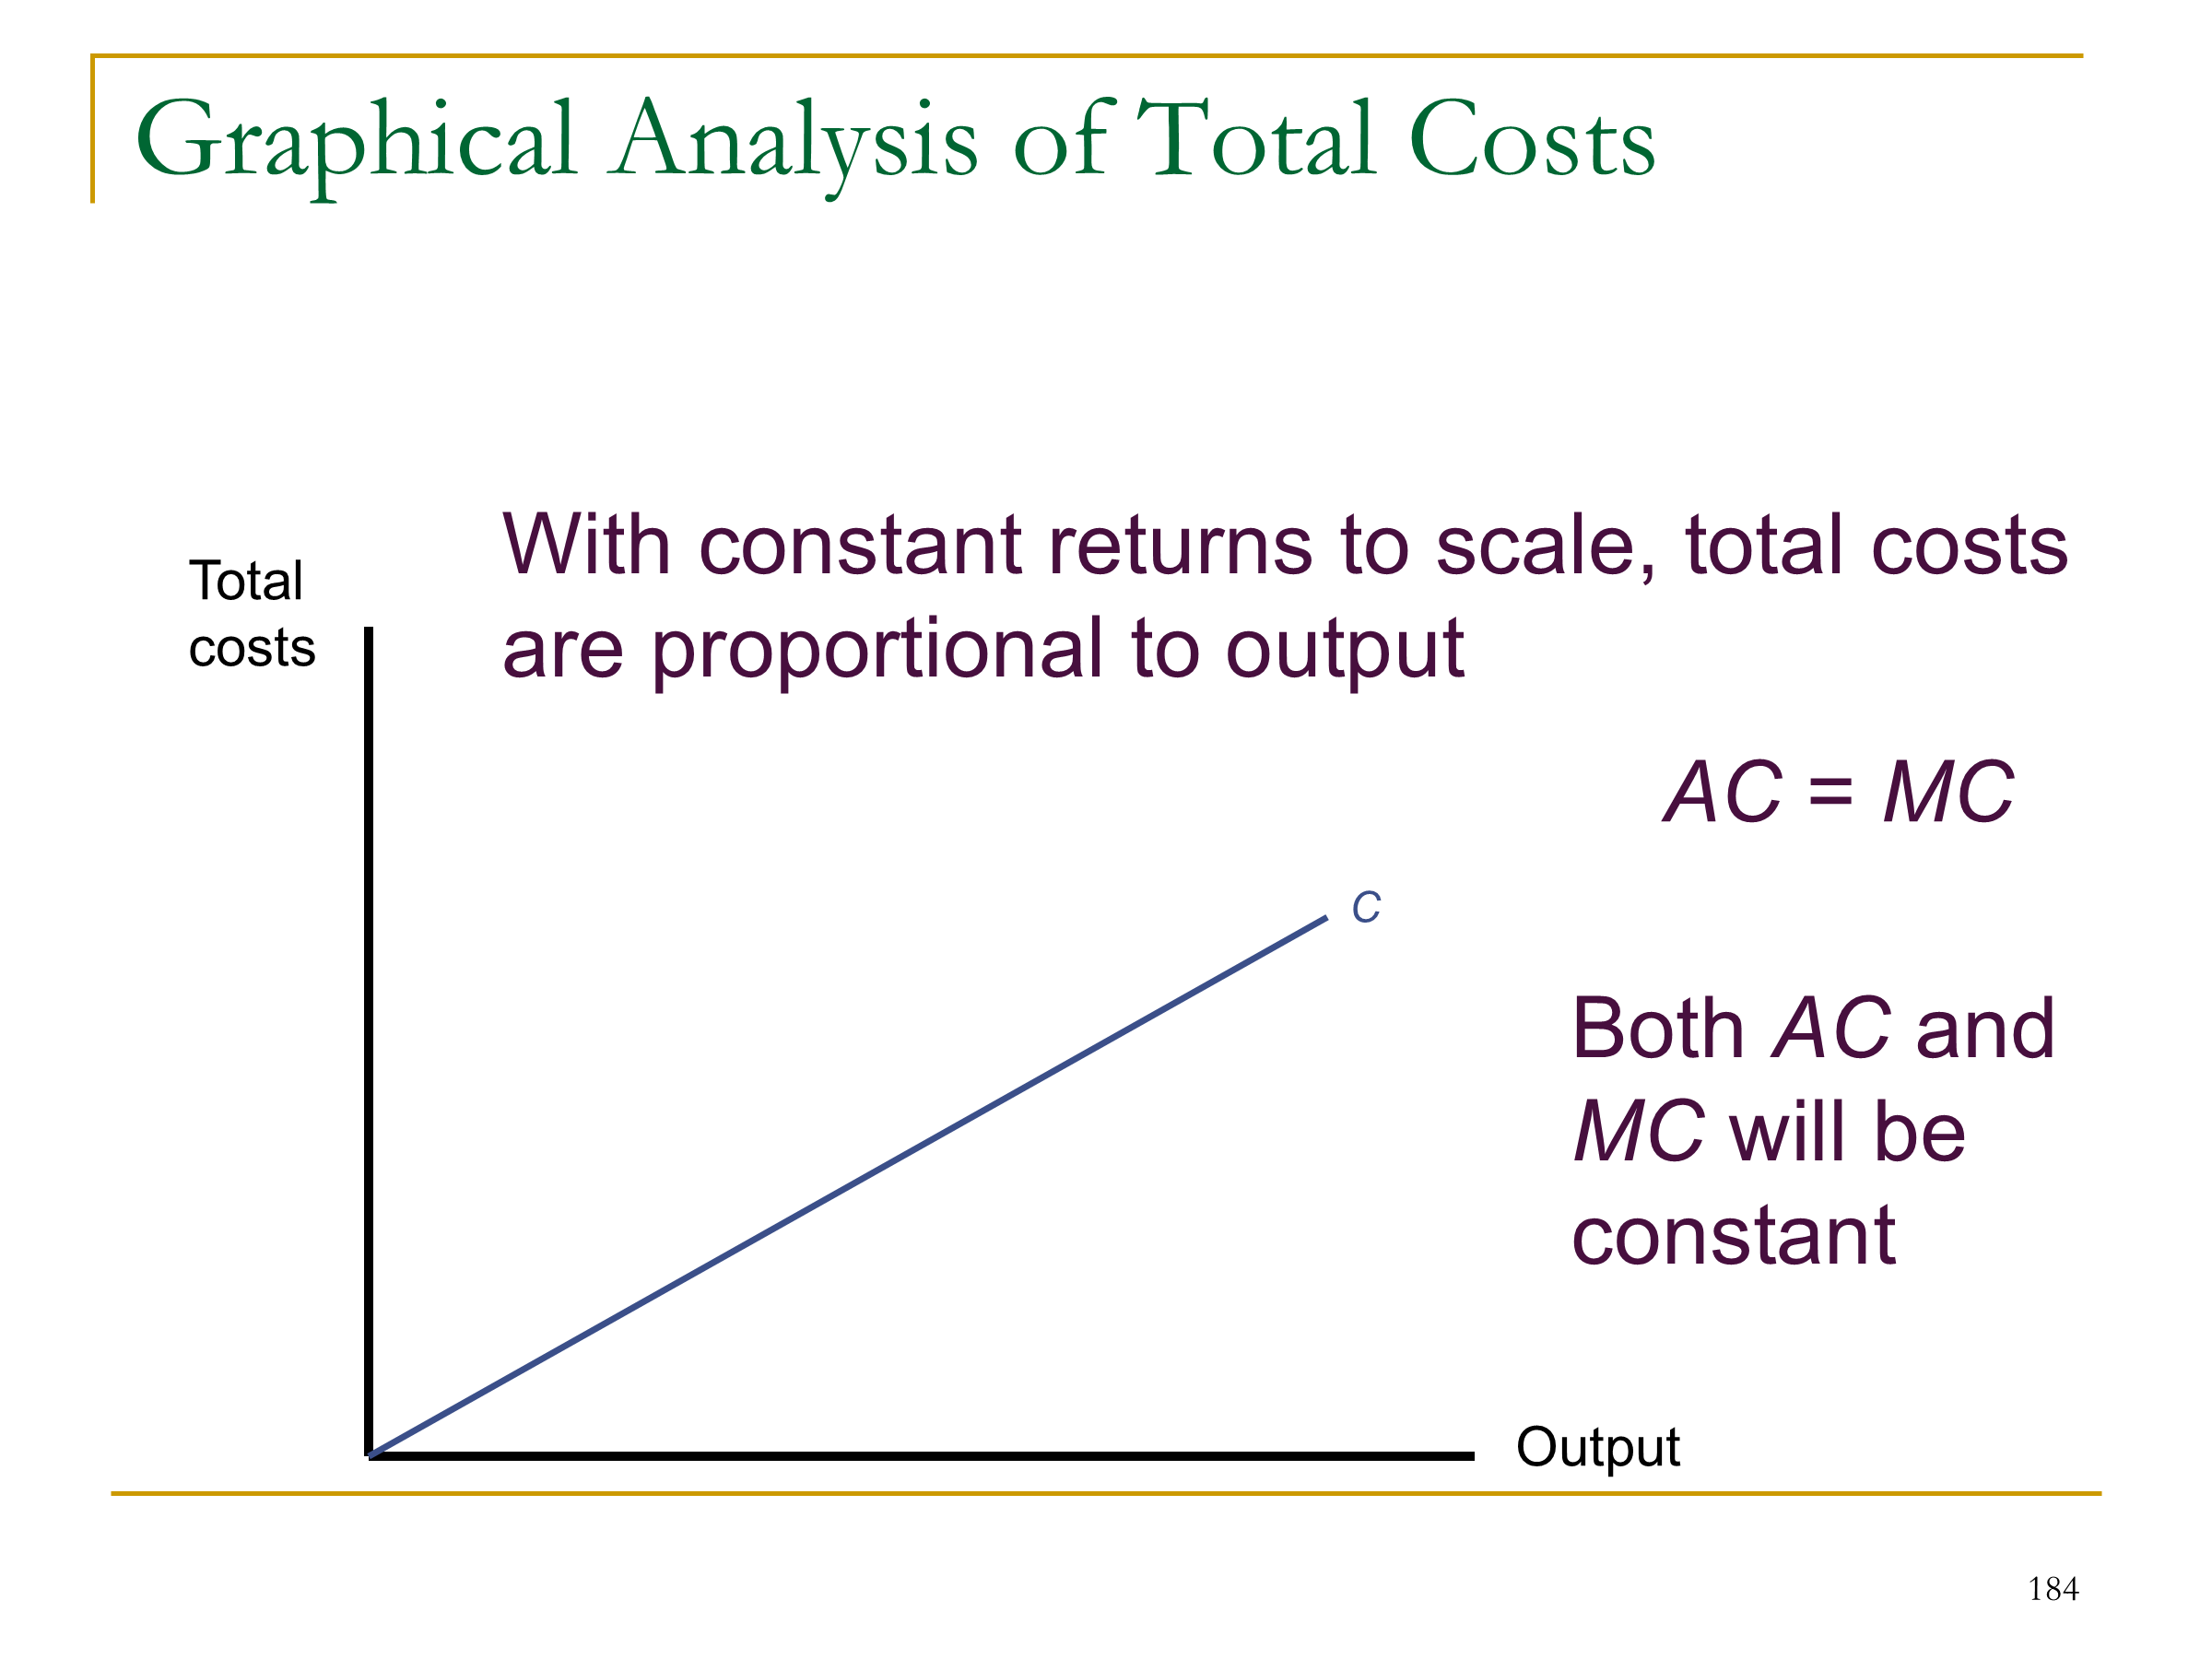 Graphical Analysis of Total Costs
With constant returns to scale, total costs
are proportional to output
Total
costs
AC = MC
C
Both AC and
MC will be
constant
Output
184